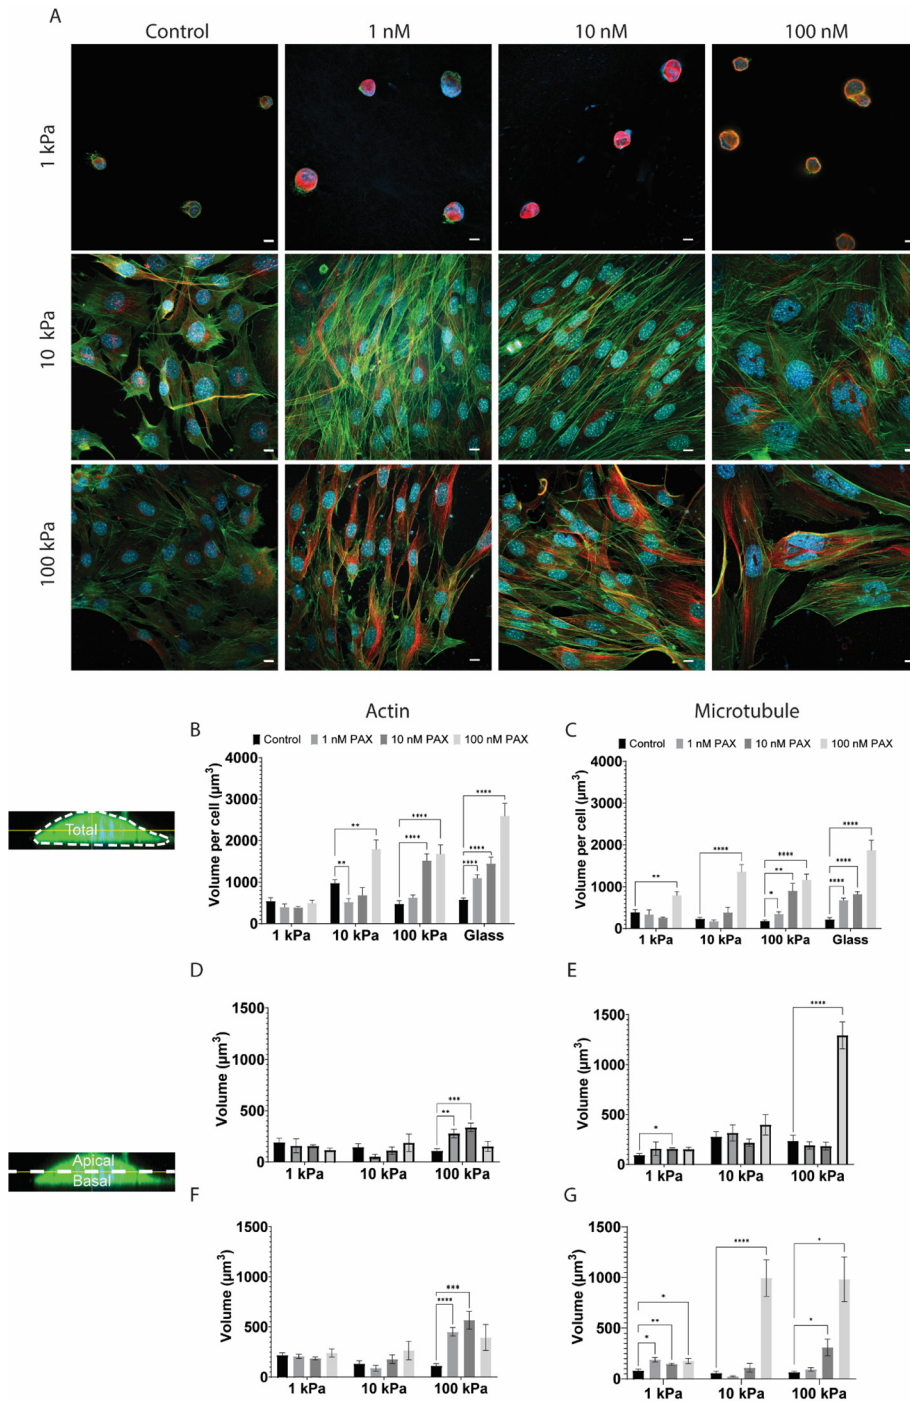 A
Control 1 nM 10 nM 100 nM
1 kPa
10 kPa
100 kPa
Actin Microtubule
B
Control 1 nM PAX 10 nM PAX 100 nM PAX
Volume per cell (µm³)
4000
3000
2000
1000
0
** ** **** **** **** **** ****
1 kPa 10 kPa 100 kPa Glass
C
Control 1 nM PAX 10 nM PAX 100 nM PAX
Volume per cell (µm³)
4000
3000
2000
1000
0
** **** * ** **** **** **** ****
1 kPa 10 kPa 100 kPa Glass
Total
D
Volume (µm³)
1500
1000
500
0
** ***
1 kPa 10 kPa 100 kPa
E
Volume (µm³)
1500
1000
500
0
* ****
1 kPa 10 kPa 100 kPa
Apical
Basal
F
Volume (µm³)
1500
1000
500
0
**** ***
1 kPa 10 kPa 100 kPa
G
Volume (µm³)
1500
1000
500
0
* ** * **** * *
1 kPa 10 kPa 100 kPa